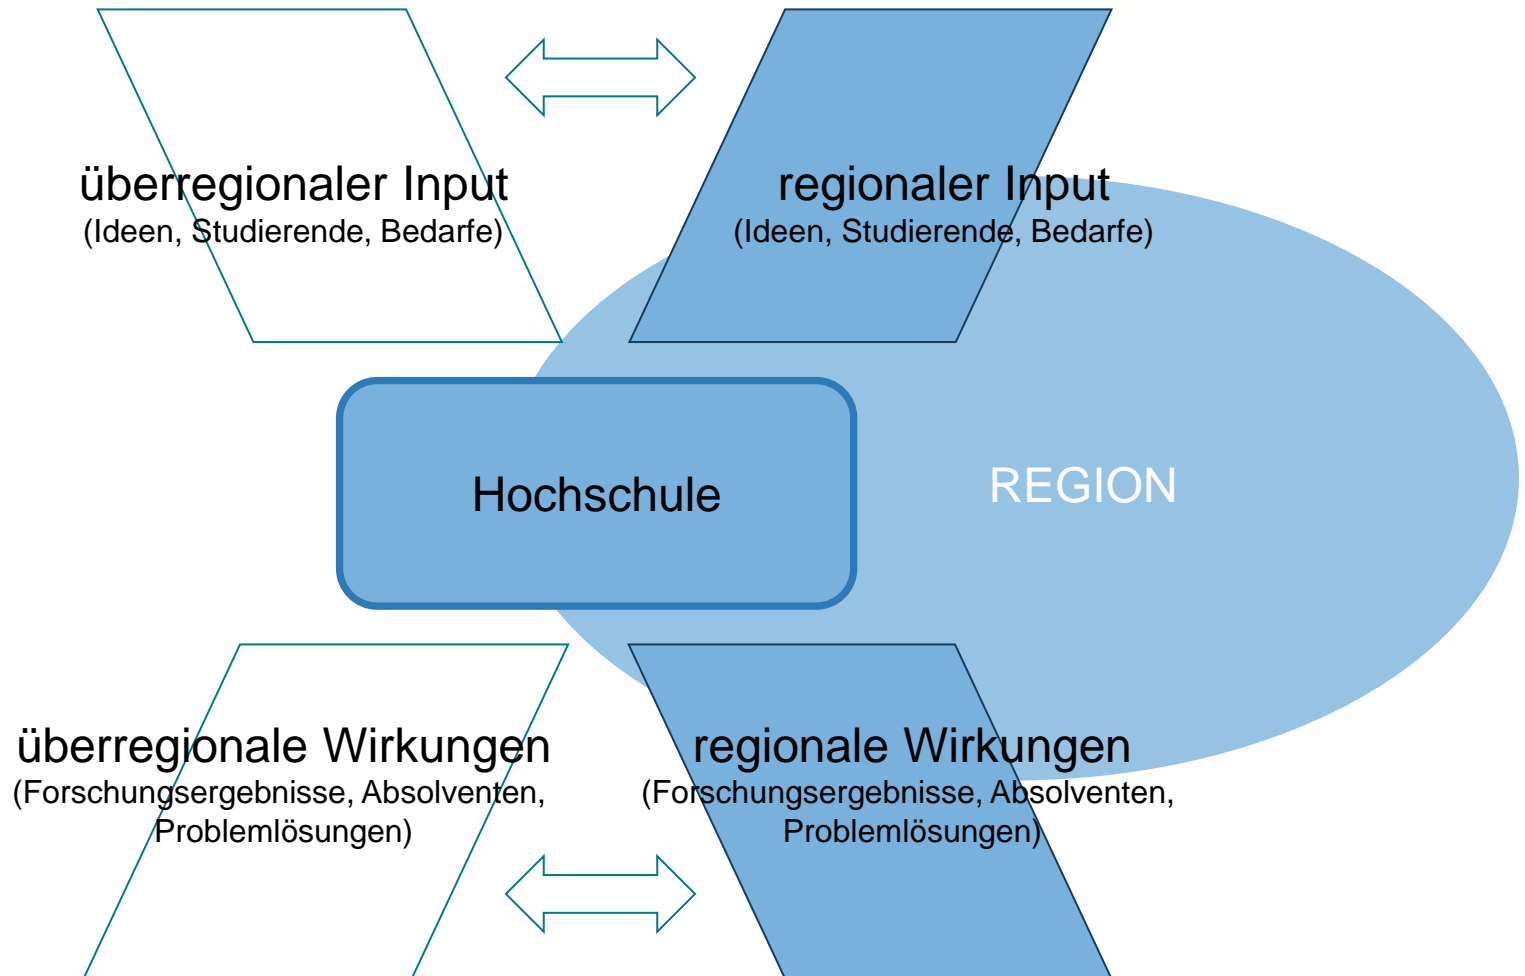 überregionaler Input
(Ideen, Studierende, Bedarfe)
regionaler Input
(Ideen, Studierende, Bedarfe)
Hochschule
REGION
überregionale Wirkungen
(Forschungsergebnisse, Absolventen,
Problemlösungen)
regionale Wirkungen
(Forschungsergebnisse, Absolventen,
Problemlösungen)